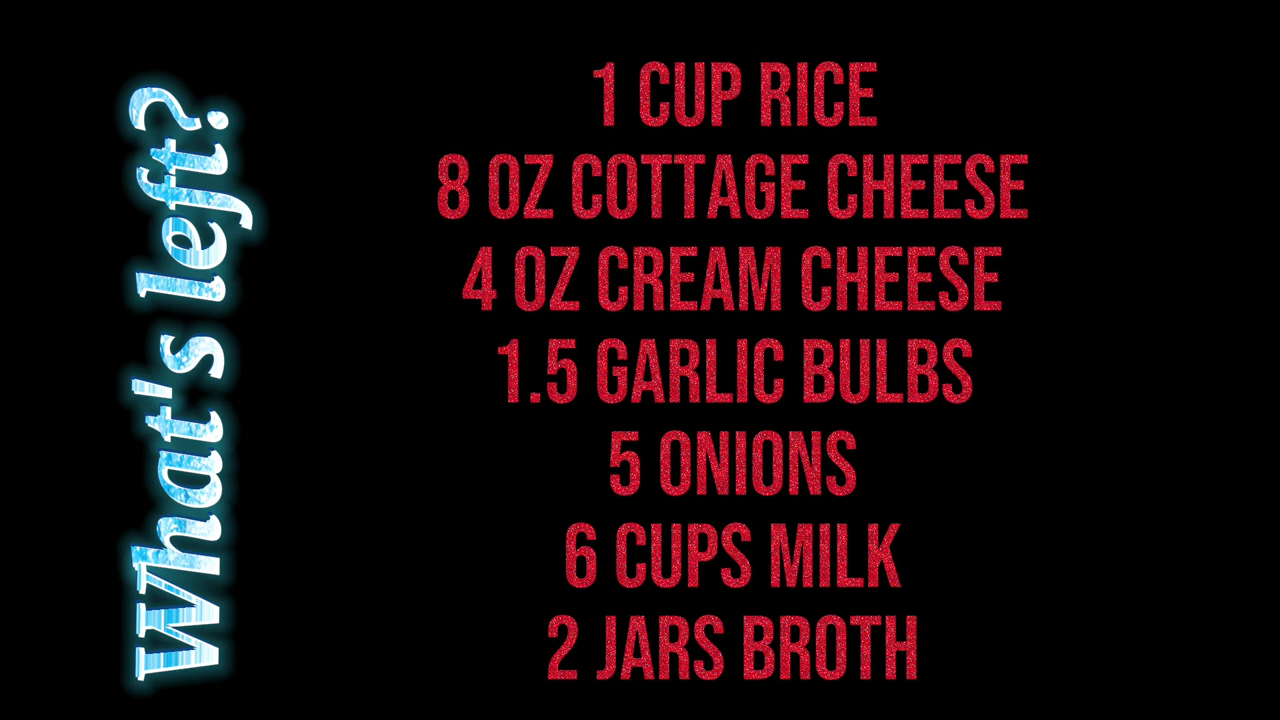 What's left?
1 CUP RICE
8 OZ COTTAGE CHEESE
4 OZ CREAM CHEESE
1.5 GARLIC BULBS
5 ONIONS
6 CUPS MILK
2 JARS BROTH